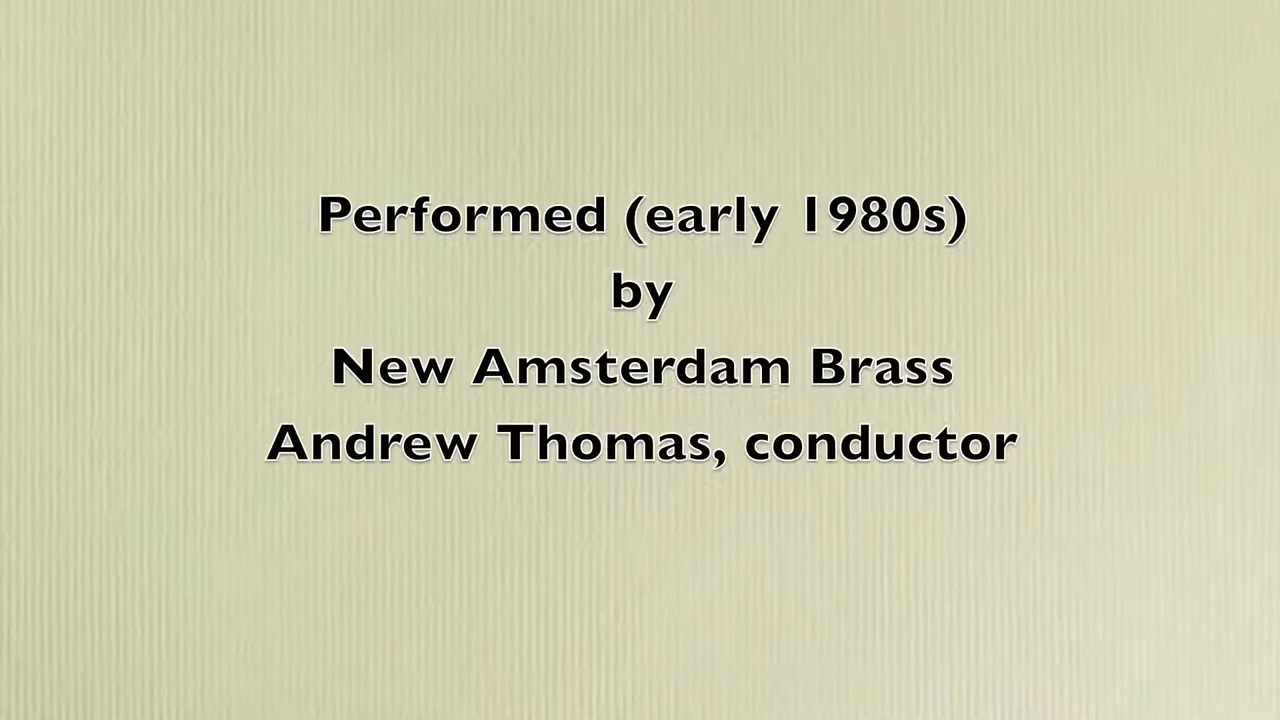 Performed (early 1980s)
by
New Amsterdam Brass
Andrew Thomas, conductor